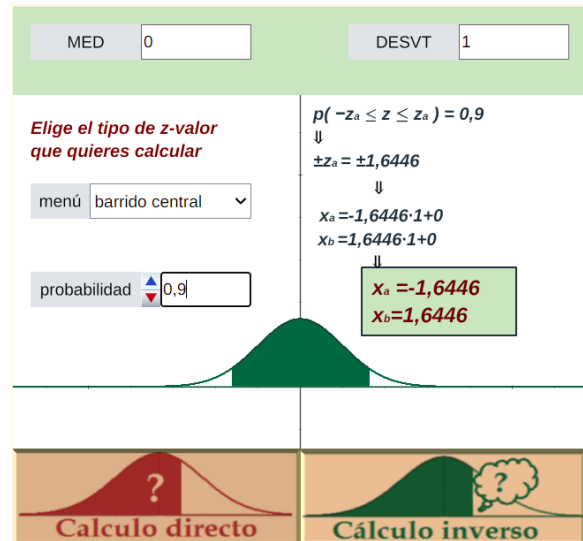 MED 0 DESVT 1
Elige el tipo de z-valor
que quieres calcular
menú barrido central
probabilidad 0,9
p( −zₐ ≤ z ≤ zₐ ) = 0,9
⇓
±zₐ = ±1,6446
⇓
xₐ =-1,6446·1+0
x_b =1,6446·1+0
⇓
xₐ =-1,6446
x_b=1,6446
?
Calculo directo
?
Cálculo inverso